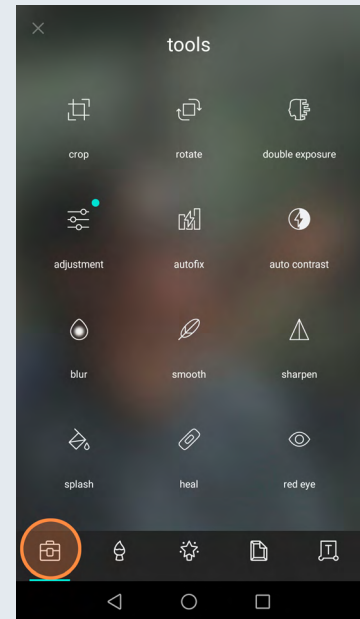 tools
crop rotate double exposure
adjustment autofix auto contrast
blur smooth sharpen
splash heal red eye
T